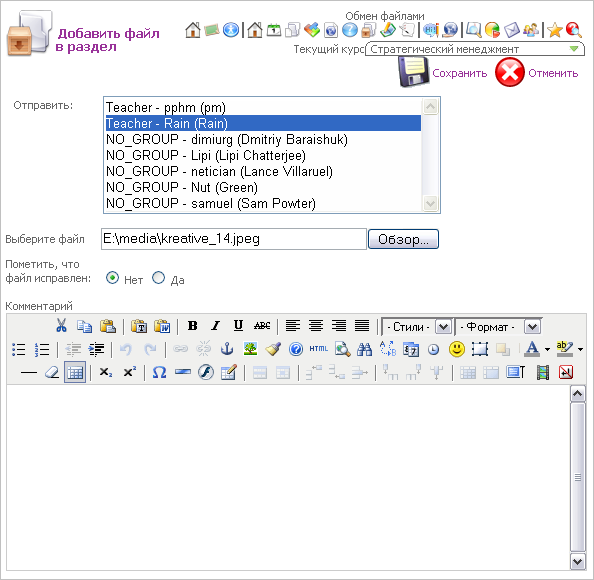 Обмен файлами
Добавить файл
в раздел
Текущий курс Стратегический менеджмент
Сохранить Отменить
Отправить:
Teacher - pphm (pm)
Teacher - Rain (Rain)
NO_GROUP - dimiurg (Dmitriy Baraishuk)
NO_GROUP - Lipi (Lipi Chatterjee)
NO_GROUP - netician (Lance Villaruel)
NO_GROUP - Nut (Green)
NO_GROUP - samuel (Sam Powter)
Выберите файл E:\media\kreative_14.jpeg Обзор...
Пометить, что
файл исправлен: Нет Да
Комментарий
B I U ABC - Стили - - Формат -
HTML